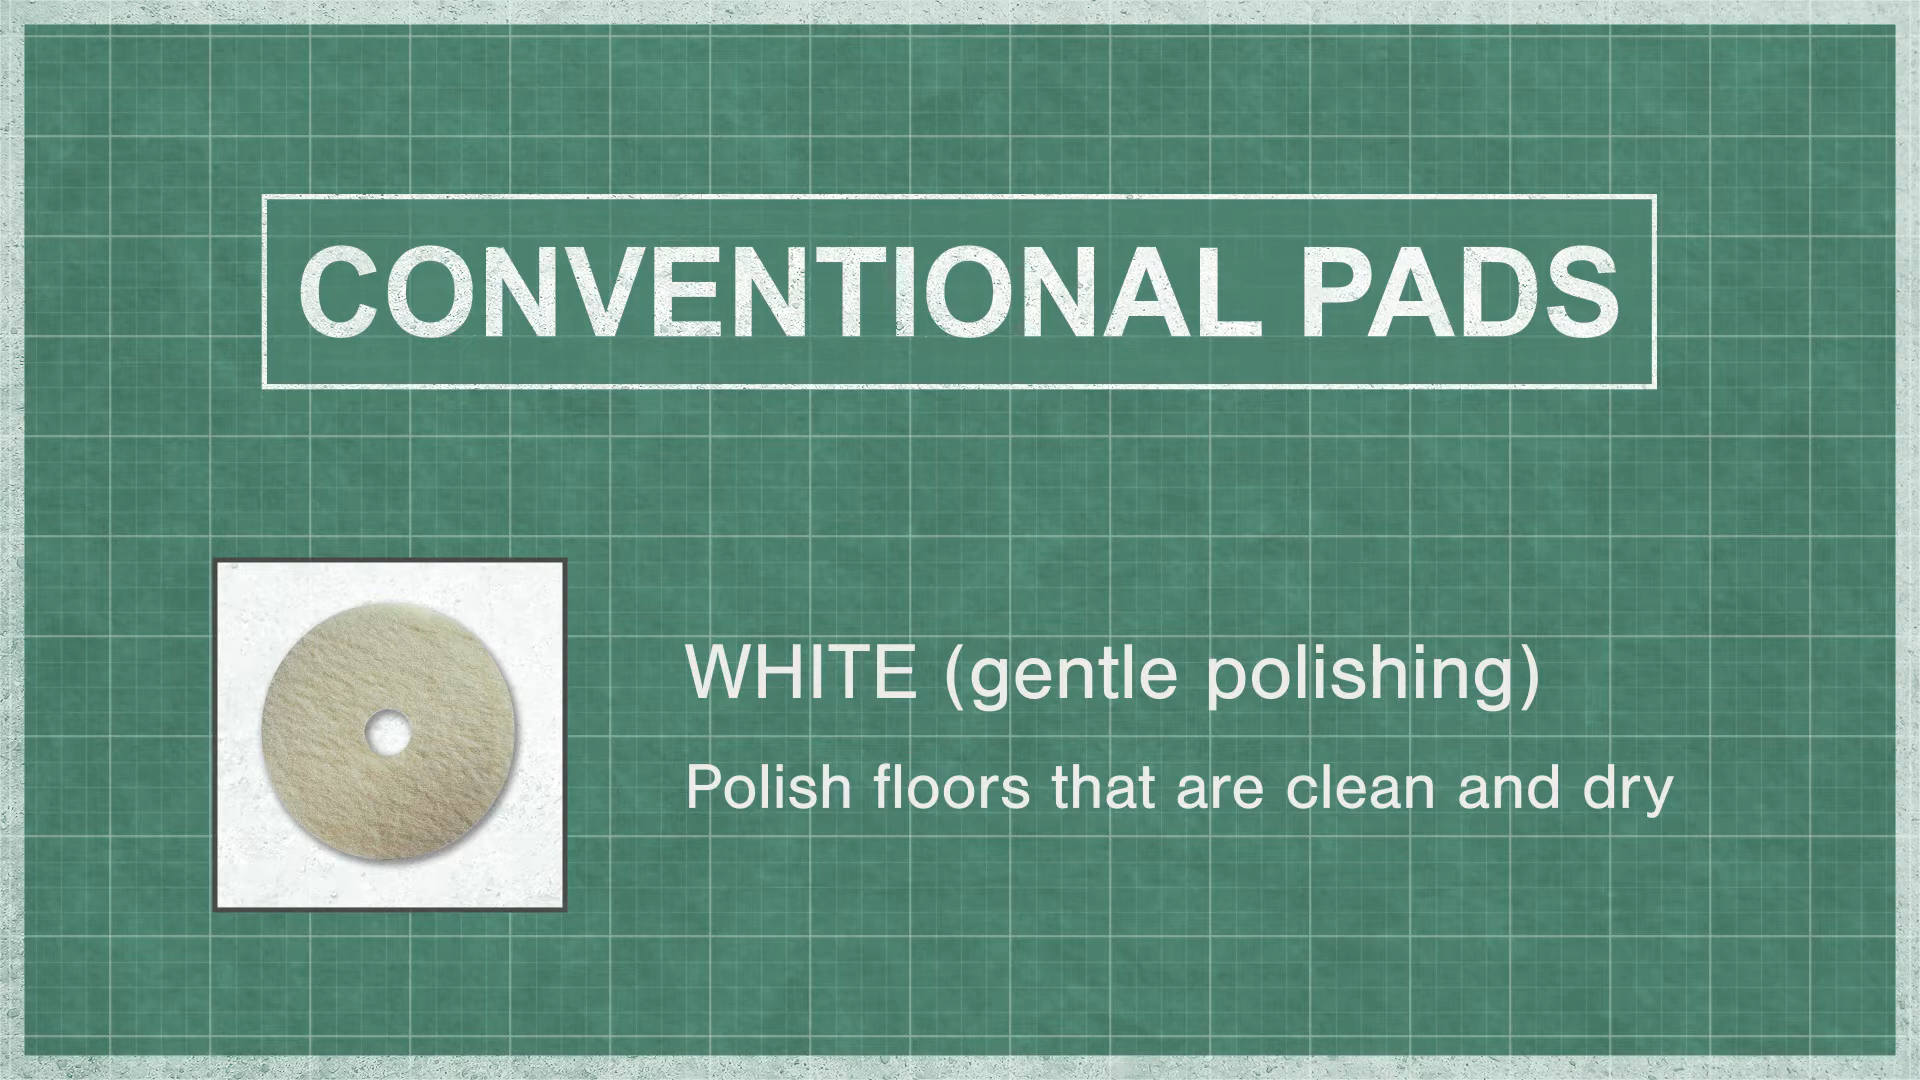 CONVENTIONAL PADS
WHITE (gentle polishing)
Polish floors that are clean and dry